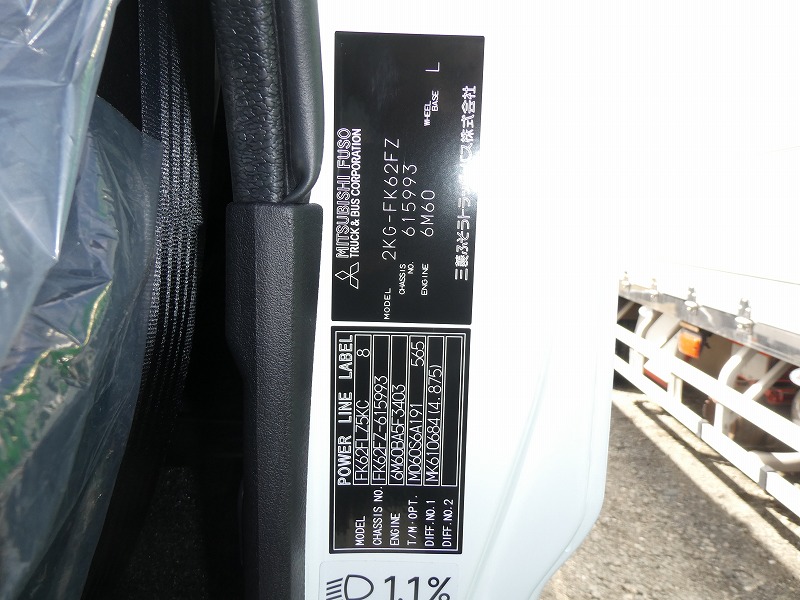 MITSUBISHI FUSO
TRUCK & BUS CORPORATION
MODEL 2KG-FK62FZ
CHASSIS NO. 615993
ENGINE 6M60 WHEEL BASE L
三菱ふそうトラック・バス株式会社
POWER LINE LABEL
MODEL FK62FLZ5KC 8
CHASSIS NO. FK62FZ-615993
ENGINE 6M60BA5F3403
T/M·OPT. M060S6A191 565
DIFF.NO.1 MK610684(4.875)
DIFF.NO.2
1.1%